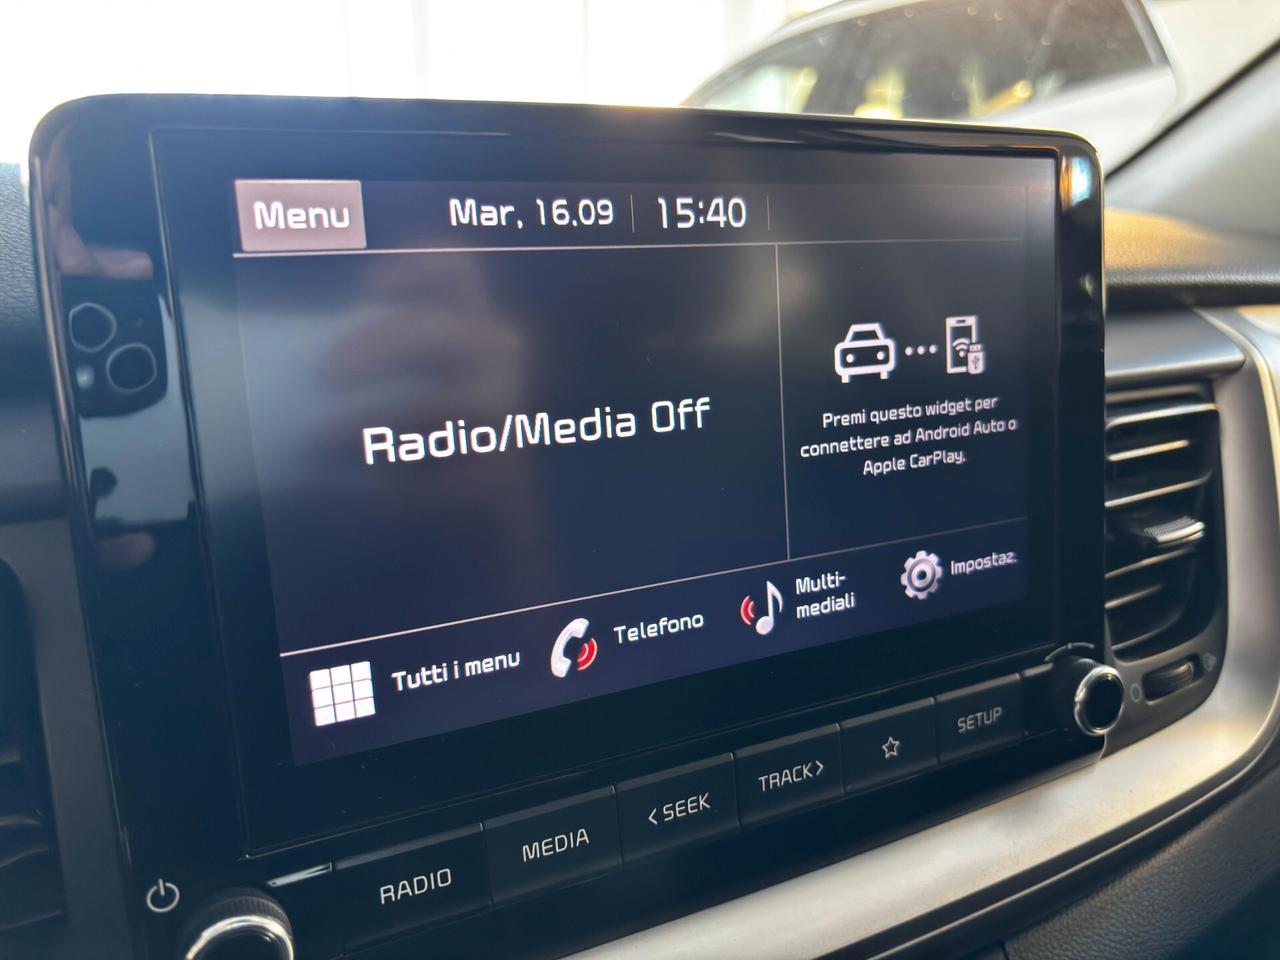 Menu
Mar, 16.09
15:40
Radio/Media Off
Premi questo widget per
connettere ad Android Auto o
Apple CarPlay.
Tutti i menu
Telefono
Multi-
mediali
Impostaz.
RADIO
MEDIA
< SEEK
TRACK >
SETUP